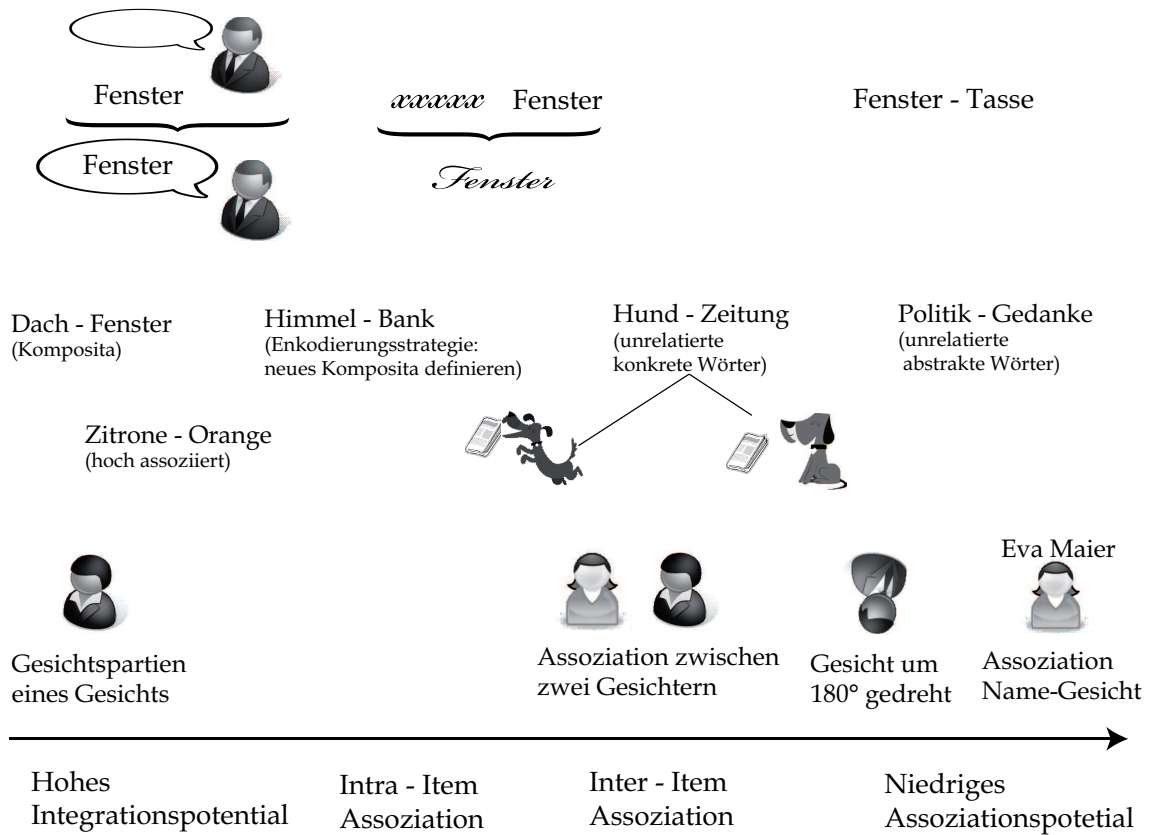 Fenster
Fenster
xxxxx Fenster
Fenster
Fenster - Tasse
Dach - Fenster
(Komposita)
Himmel - Bank
(Enkodierungsstrategie:
neues Komposita definieren)
Hund - Zeitung
(unrelatierte
konkrete Wörter)
Politik - Gedanke
(unrelatierte
abstrakte Wörter)
Zitrone - Orange
(hoch assoziiert)
Gesichtspartien
eines Gesichts
Assoziation zwischen
zwei Gesichtern
Gesicht um
180° gedreht
Eva Maier
Assoziation
Name-Gesicht
Hohes
Integrationspotential
Intra - Item
Assoziation
Inter - Item
Assoziation
Niedriges
Assoziationspotetial